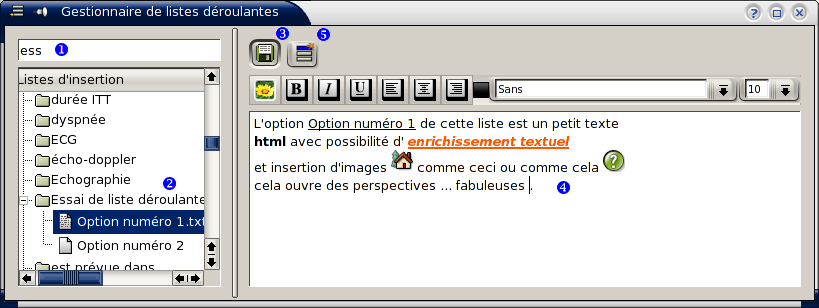 Gestionnaire de listes déroulantes
ess
1
Listes d'insertion
durée ITT
dyspnée
ECG
écho-doppler
Echographie
2
Essai de liste déroulante
Option numéro 1.txt
Option numéro 2
est prévue dans
3
5
B I U
Sans
10
L'option Option numéro 1 de cette liste est un petit texte
html avec possibilité d' enrichissement textuel
et insertion d'images comme ceci ou comme cela ?
cela ouvre des perspectives ... fabuleuses .
4